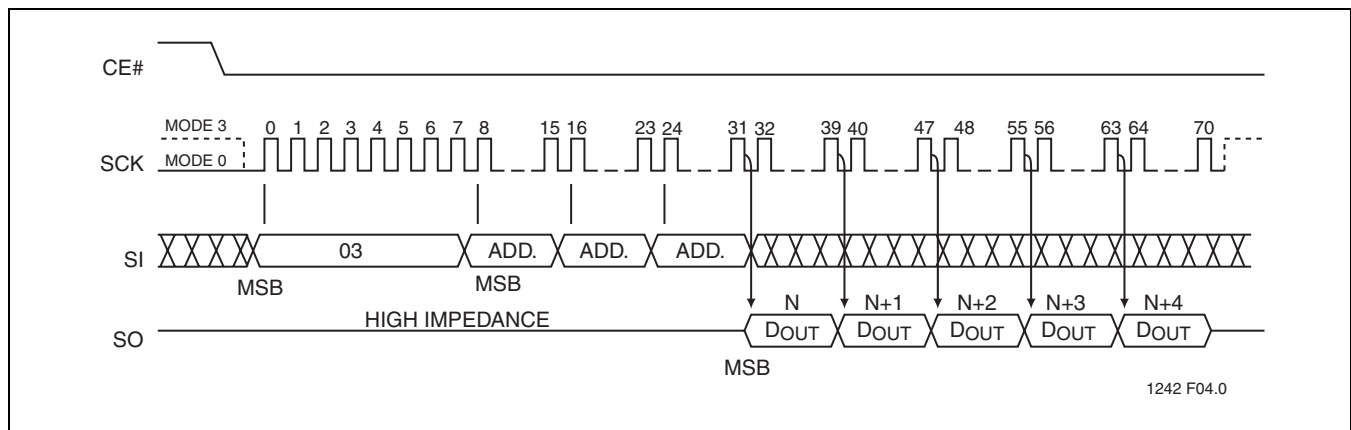 CE#
MODE 3
0 1 2 3 4 5 6 7 8 15 16 23 24 31 32 39 40 47 48 55 56 63 64 70
SCK
MODE 0
SI
03 ADD. ADD. ADD.
MSB MSB
HIGH IMPEDANCE
N N+1 N+2 N+3 N+4
SO
DOUT DOUT DOUT DOUT DOUT
MSB
1242 F04.0